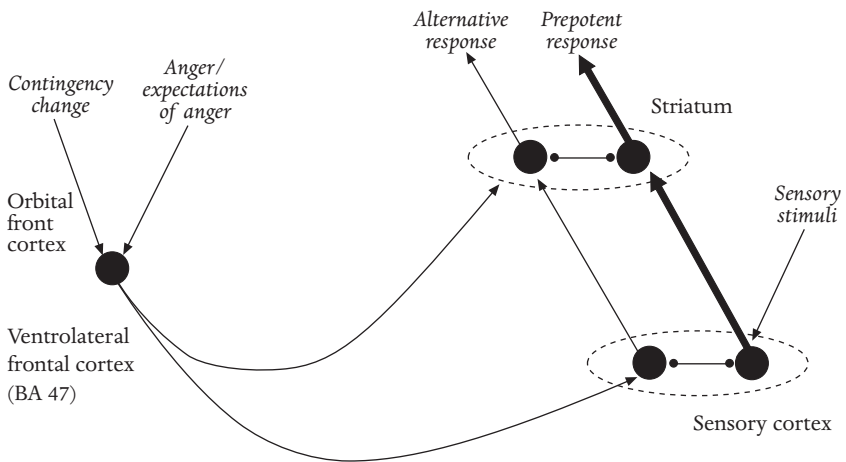 Alternative
response
Prepotent
response
Contingency
change
Anger/
expectations
of anger
Striatum
Orbital
front
cortex
Sensory
stimuli
Ventrolateral
frontal cortex
(BA 47)
Sensory cortex